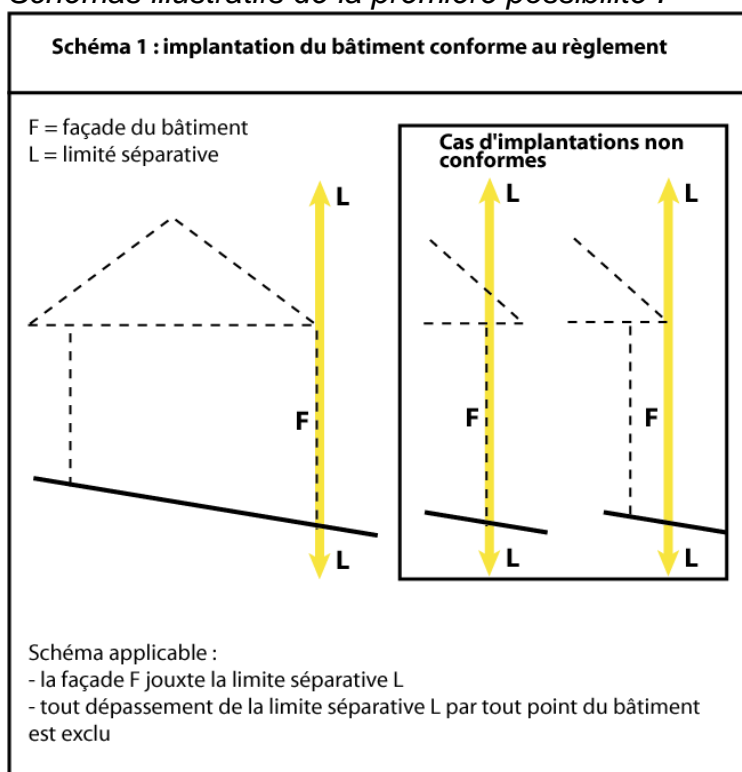 Schémas illustratifs de la première possibilité :
Schéma 1 : implantation du bâtiment conforme au règlement
F = façade du bâtiment
L = limité séparative
Cas d'implantations non
conformes
L
L
L
F
F
F
L
L
L
Schéma applicable :
- la façade F jouxte la limite séparative L
- tout dépassement de la limite séparative L par tout point du bâtiment
est exclu